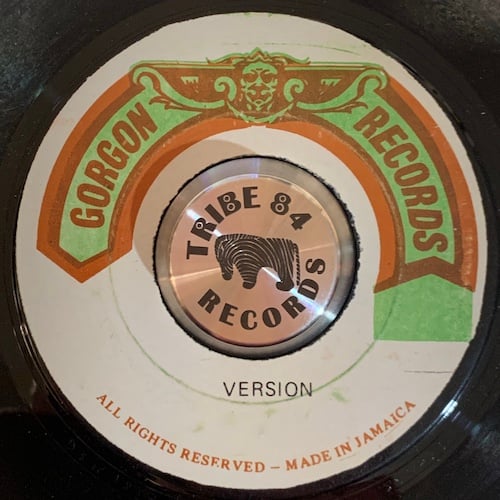 GORGON RECORDS
TRIBE 84
RECORDS
VERSION
ALL RIGHTS RESERVED – MADE IN JAMAICA